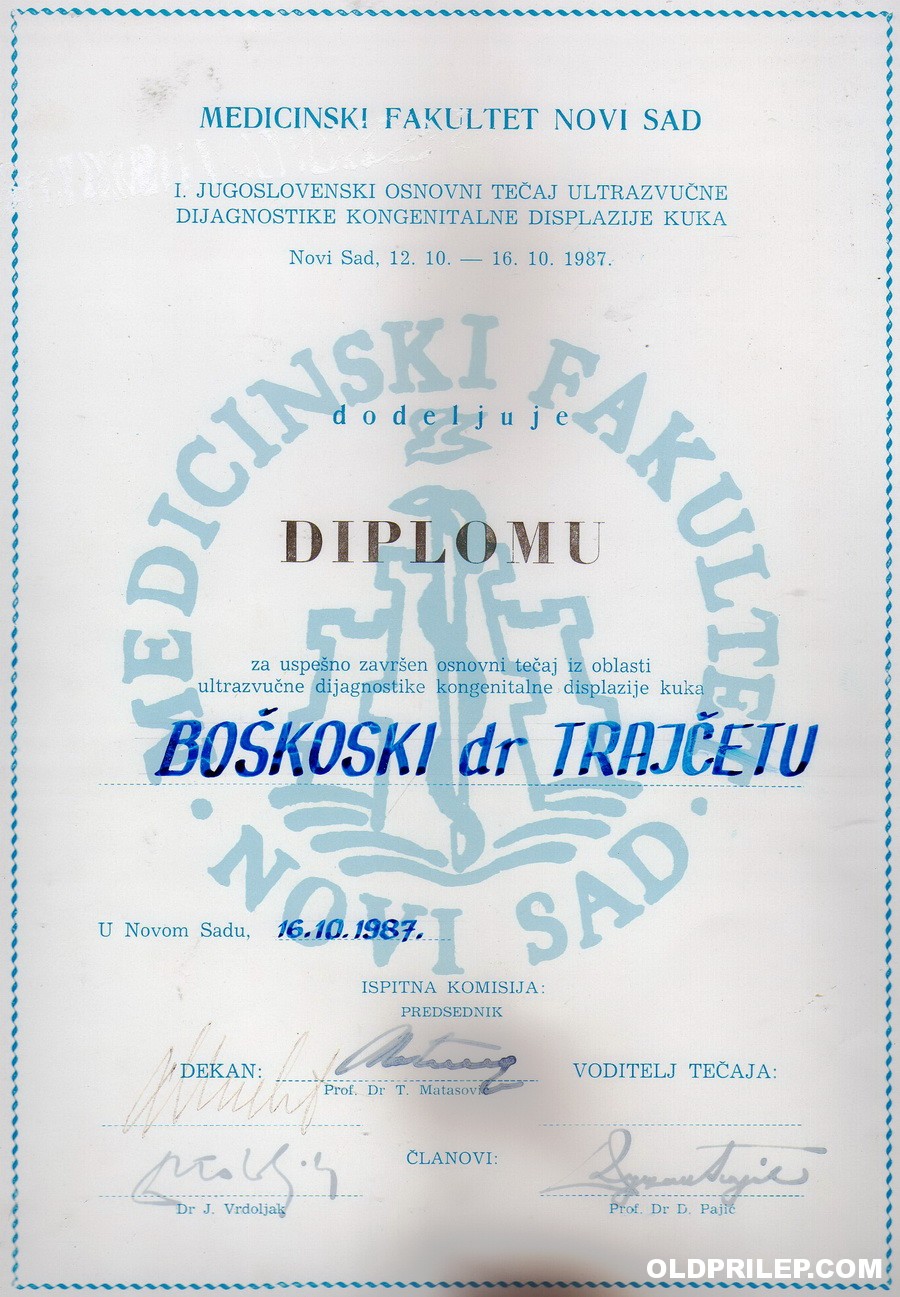 MEDICINSKI FAKULTET NOVI SAD
I. JUGOSLOVENSKI OSNOVNI TEČAJ ULTRAZVUČNE
DIJAGNOSTIKE KONGENITALNE DISPLAZIJE KUKA
Novi Sad, 12. 10. — 16. 10. 1987.
MEDICINSKI FAKULTET
dodeljuje
DIPLOMU
za uspešno završen osnovni tečaj iz oblasti
ultrazvučne dijagnostike kongenitalne displazije kuka
BOŠKOSKI dr TRAJČETU
· NOVI SAD ·
U Novom Sadu, 16.10.1987.
ISPITNA KOMISIJA:
PREDSEDNIK
DEKAN:
VODITELJ TEČAJA:
Prof. Dr T. Matasović
ČLANOVI:
Dr J. Vrdoljak
Prof. Dr D. Pajić
OLDPRILEP.COM